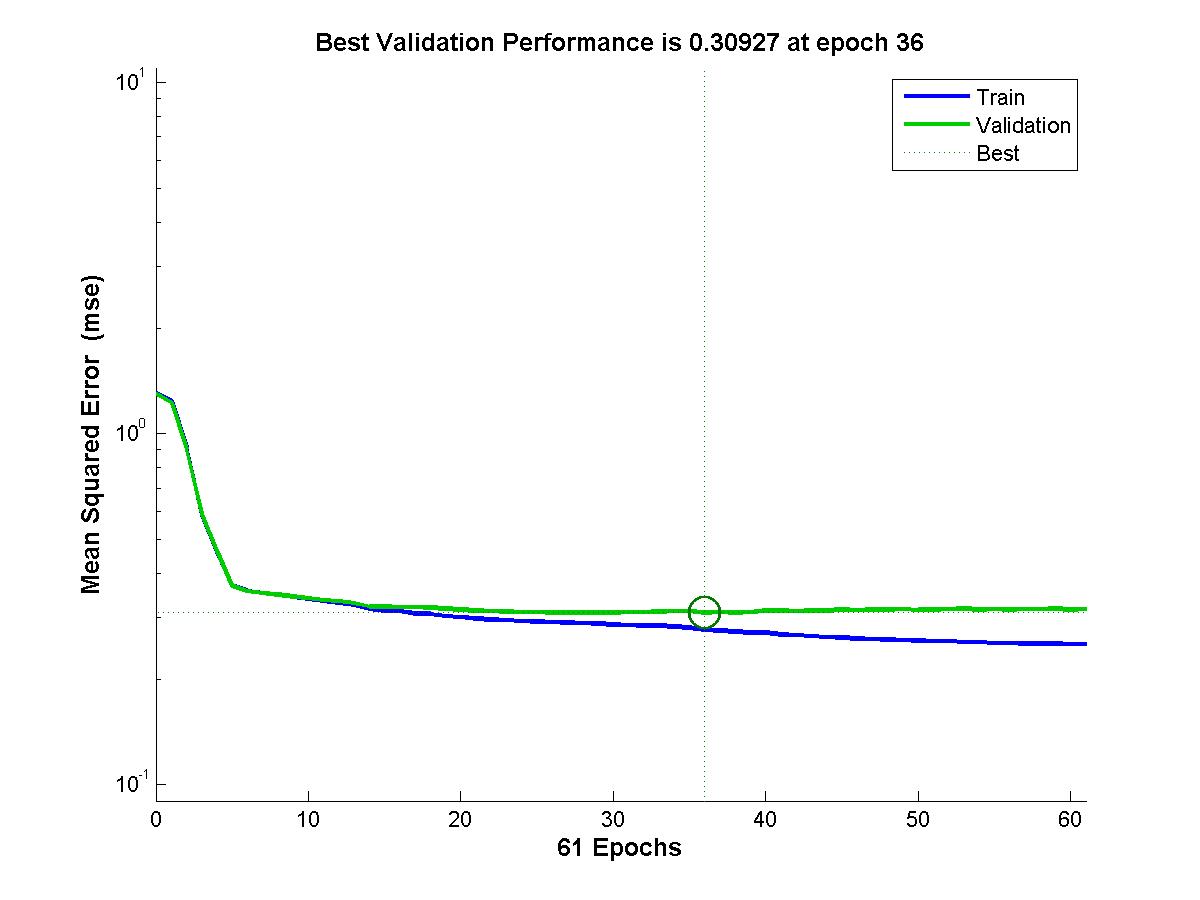 Best Validation Performance is 0.30927 at epoch 36
10^1
Train
Validation
Best
Mean Squared Error (mse)
10^0
10^-1
0 10 20 30 40 50 60
61 Epochs